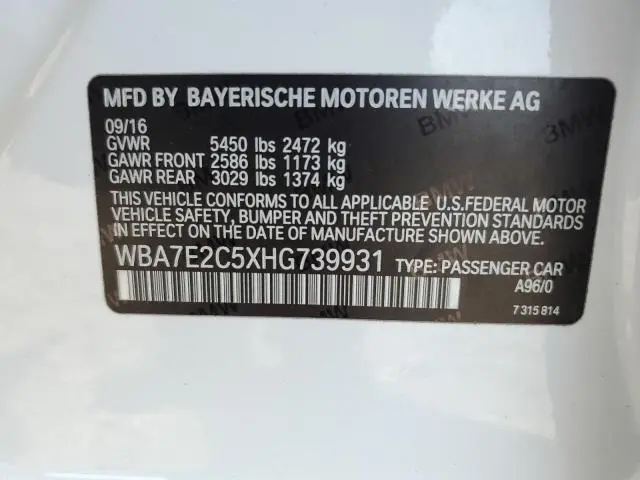 MFD BY BAYERISCHE MOTOREN WERKE AG
09/16
GVWR 5450 lbs 2472 kg
GAWR FRONT 2586 lbs 1173 kg
GAWR REAR 3029 lbs 1374 kg
THIS VEHICLE CONFORMS TO ALL APPLICABLE U.S.FEDERAL MOTOR
VEHICLE SAFETY, BUMPER AND THEFT PREVENTION STANDARDS
IN EFFECT ON THE DATE OF MANUFACTURE SHOWN ABOVE.
WBA7E2C5XHG739931 TYPE: PASSENGER CAR
A96/0
7 315 814